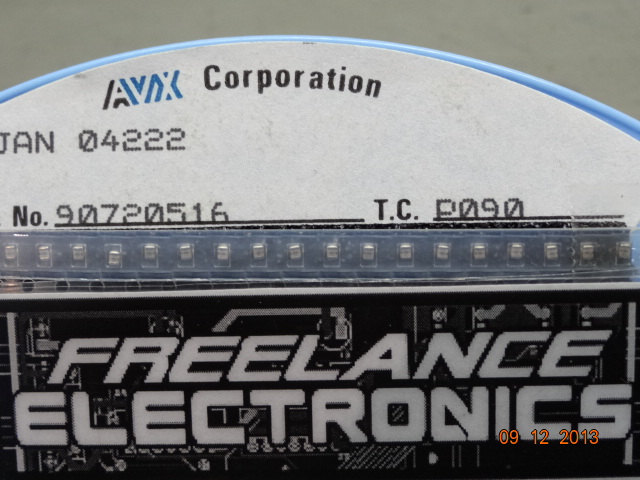 AVX Corporation
JAN 04222
No. 90720516 T.C. P090
FREELANCE
ELECTRONICS
09 12 2013